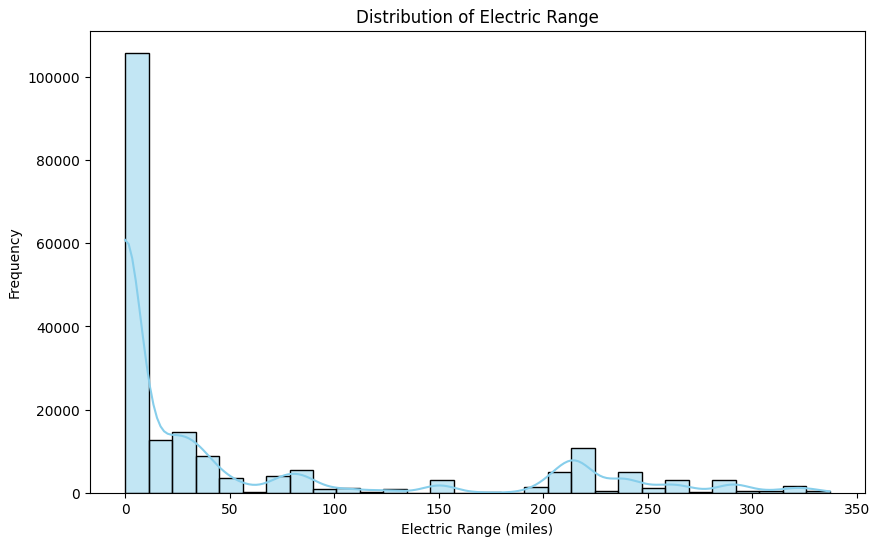 Distribution of Electric Range
Frequency
100000
80000
60000
40000
20000
0
0 50 100 150 200 250 300 350
Electric Range (miles)